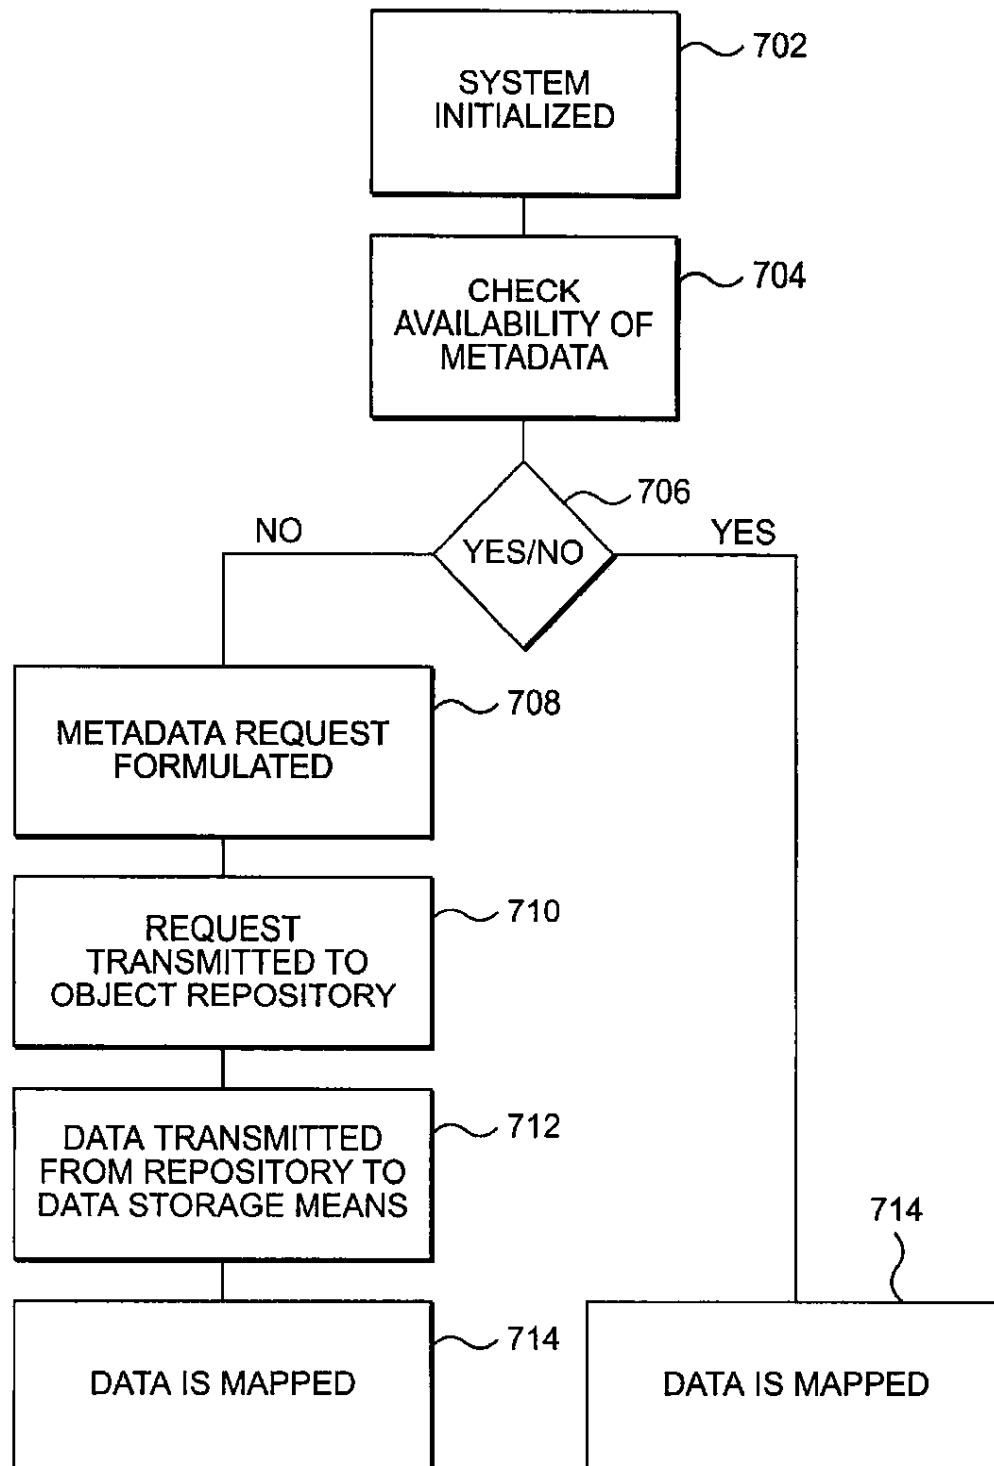 702
SYSTEM
INITIALIZED
704
CHECK
AVAILABILITY OF
METADATA
706
NO
YES/NO
YES
708
METADATA REQUEST
FORMULATED
710
REQUEST
TRANSMITTED TO
OBJECT REPOSITORY
712
DATA TRANSMITTED
FROM REPOSITORY TO
DATA STORAGE MEANS
714
DATA IS MAPPED
714
DATA IS MAPPED